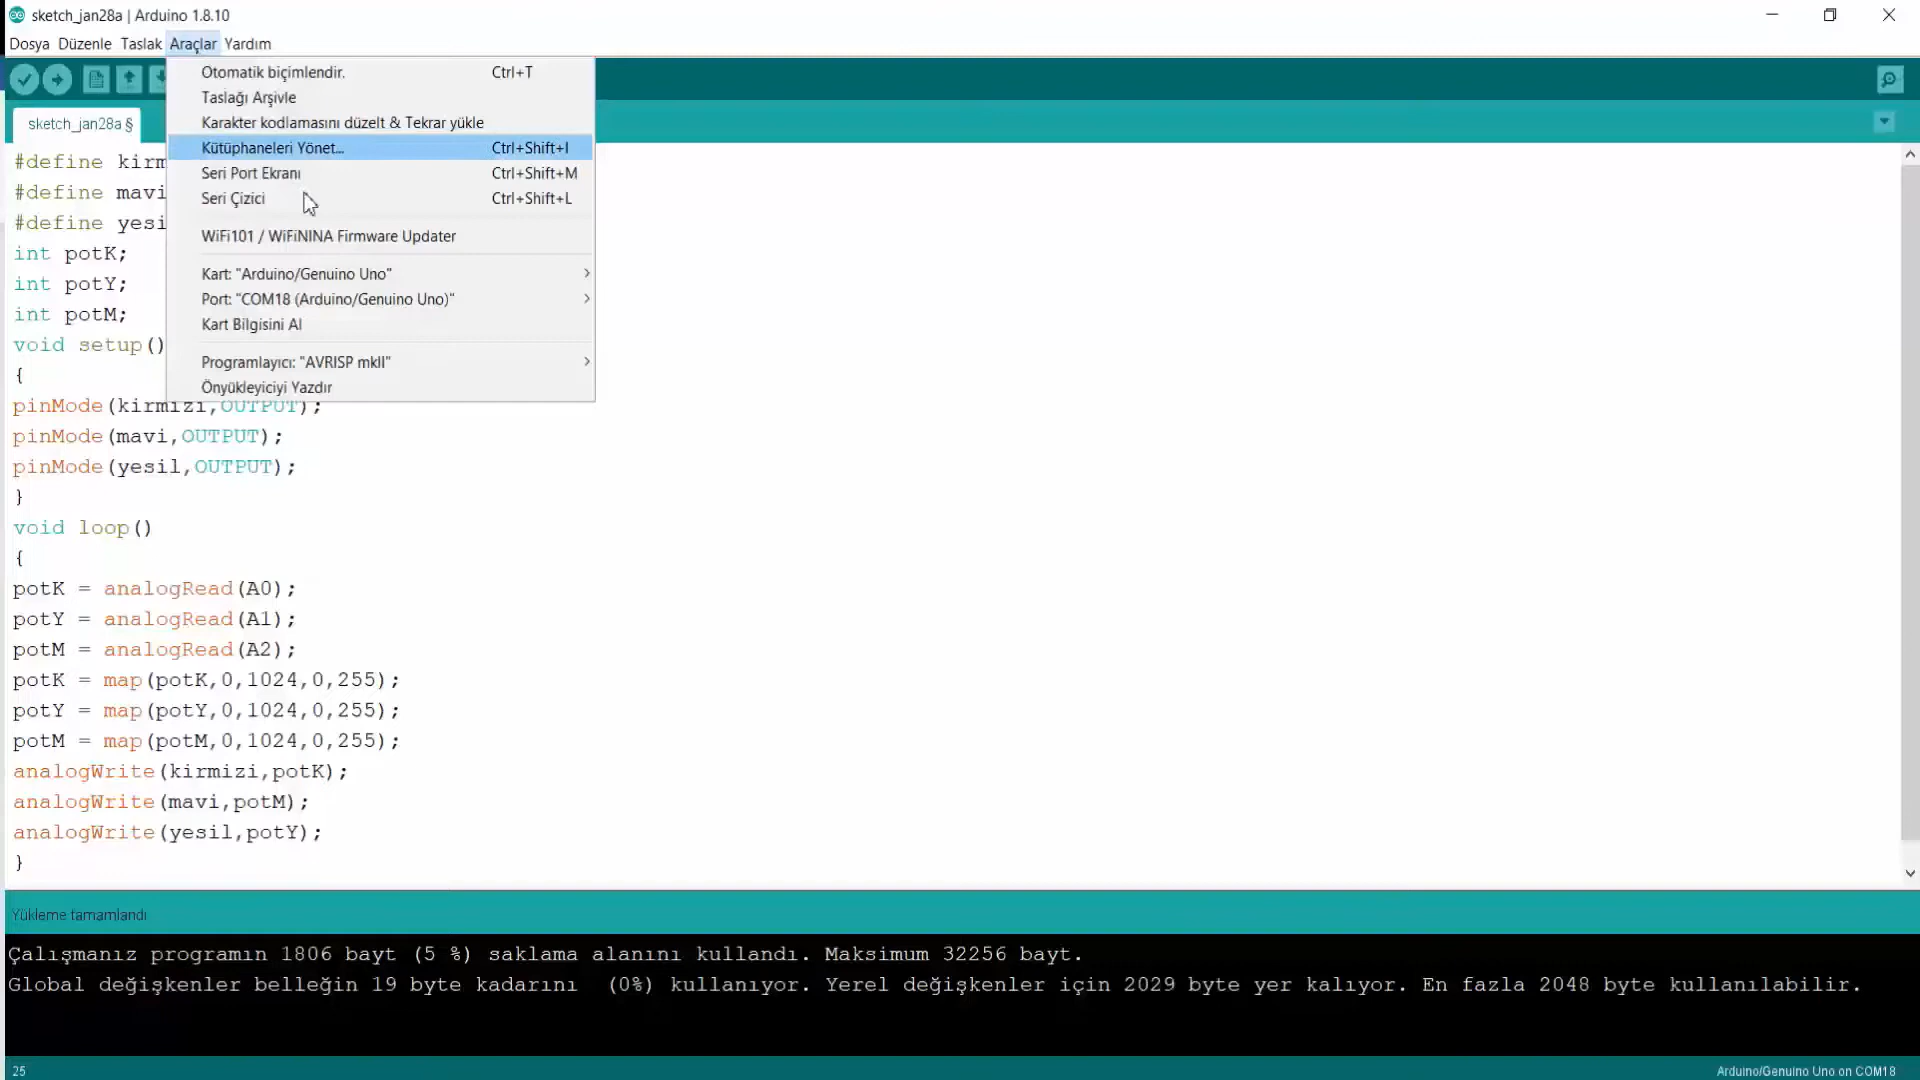 sketch_jan28a | Arduino 1.8.10
Dosya Düzenle Taslak Araçlar Yardım
Otomatik biçimlendir. Ctrl+T
Taslağı Arşivle
Karakter kodlamasını düzelt & Tekrar yükle
Kütüphaneleri Yönet... Ctrl+Shift+I
Seri Port Ekranı Ctrl+Shift+M
Seri Çizici Ctrl+Shift+L
WiFi101 / WiFiNINA Firmware Updater
Kart: "Arduino/Genuino Uno"
Port: "COM18 (Arduino/Genuino Uno)"
Kart Bilgisini Al
Programlayıcı: "AVRISP mkII"
Önyükleyiciyi Yazdır
sketch_jan28a §
#define kirm
#define mavi
#define yesi
int potK;
int potY;
int potM;
void setup()
{
pinMode(kirmizi,OUTPUT);
pinMode(mavi,OUTPUT);
pinMode(yesil,OUTPUT);
}
void loop()
{
potK = analogRead(A0);
potY = analogRead(A1);
potM = analogRead(A2);
potK = map(potK,0,1024,0,255);
potY = map(potY,0,1024,0,255);
potM = map(potM,0,1024,0,255);
analogWrite(kirmizi,potK);
analogWrite(mavi,potM);
analogWrite(yesil,potY);
}
Yükleme tamamlandı
Çalışmanız programın 1806 bayt (5 %) saklama alanını kullandı. Maksimum 32256 bayt.
Global değişkenler belleğin 19 byte kadarını (0%) kullanıyor. Yerel değişkenler için 2029 byte yer kalıyor. En fazla 2048 byte kullanılabilir.
25
Arduino/Genuino Uno on COM18